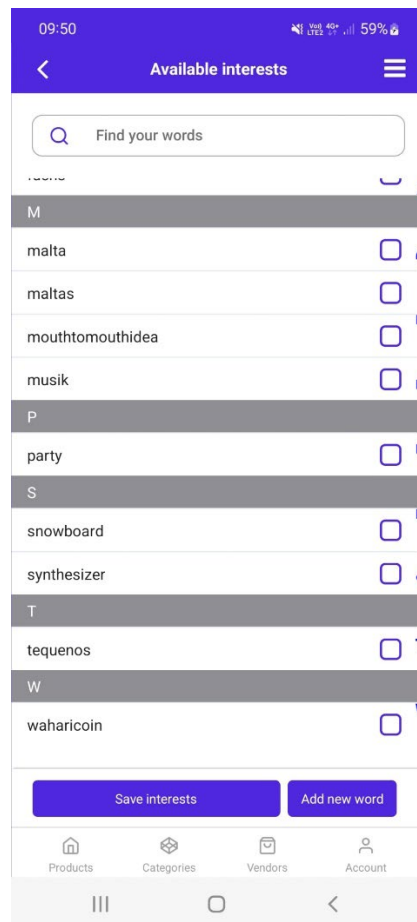 09:50 59%
Available interests
Find your words
M
malta
maltas
mouthtomouthidea
musik
P
party
S
snowboard
synthesizer
T
tequenos
W
waharicoin
Save interests Add new word
Products Categories Vendors Account